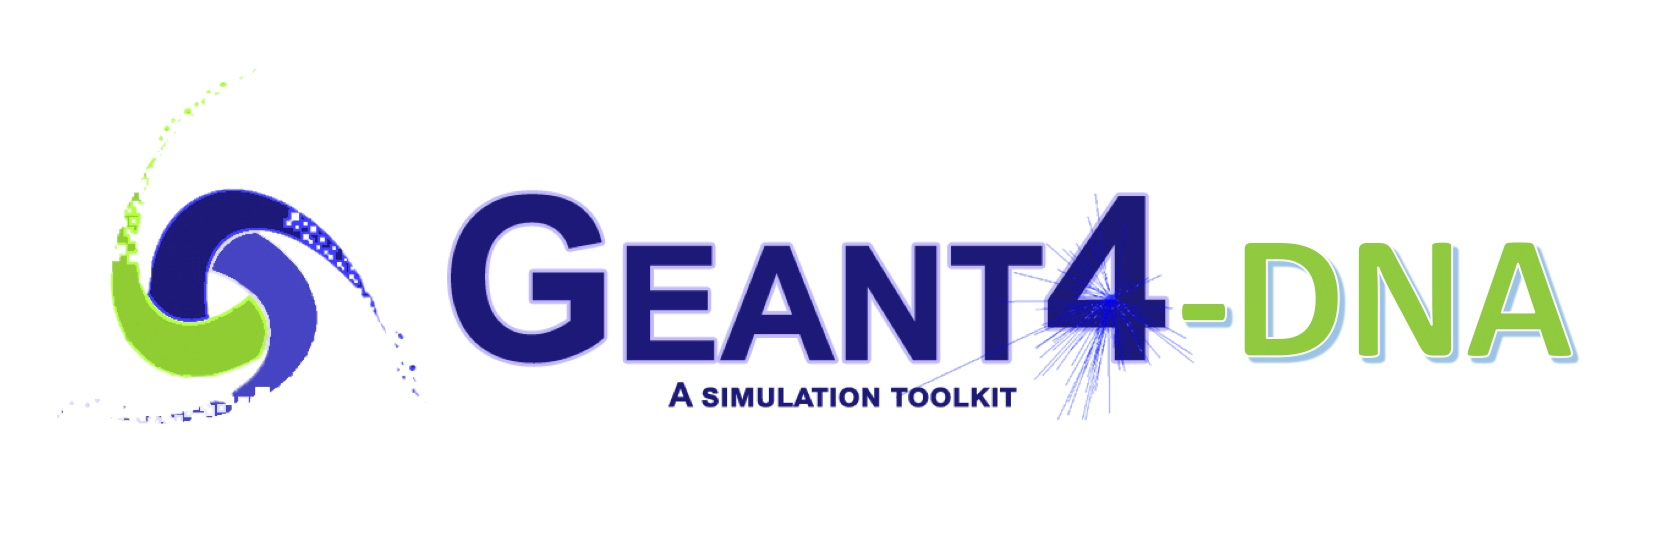 GEANT4-DNA
A SIMULATION TOOLKIT